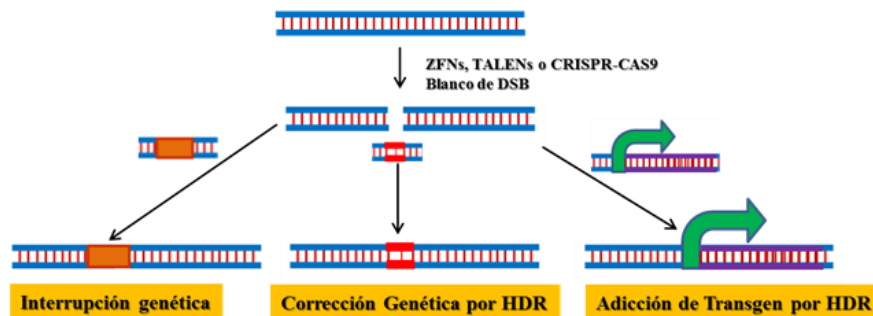 ZFNs, TALENs o CRISPR-CAS9
Blanco de DSB
Interrupción genética
Corrección Genética por HDR
Adicción de Transgen por HDR